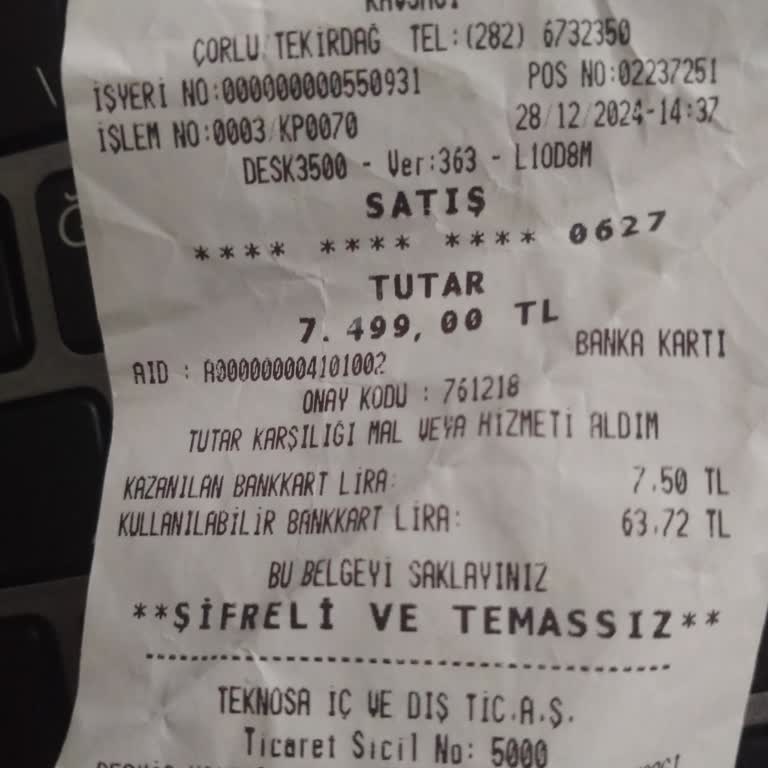 KAVŞAĞI
ÇORLU TEKİRDAĞ TEL:(282) 6732350
İŞYERİ NO:000000000550931 POS NO:02237251
İŞLEM NO:0003 KP0070 28/12/2024-14:37
DESK3500 - Ver:363 - L10D8M
SATIŞ
**** **** **** 0627
TUTAR
7.499,00 TL
BANKA KARTI
AID : A000000004101002
ONAY KODU : 761218
TUTAR KARŞILIĞI MAL VEYA HİZMETİ ALDIM
KAZANILAN BANKKART LİRA: 7.50 TL
KULLANILABİLİR BANKKART LİRA: 63.72 TL
BU BELGEYİ SAKLAYINIZ
**ŞİFRELİ VE TEMASSIZ**
TEKNOSA İÇ VE DIŞ TİC.A.Ş.
Ticaret Sicil No: 5000